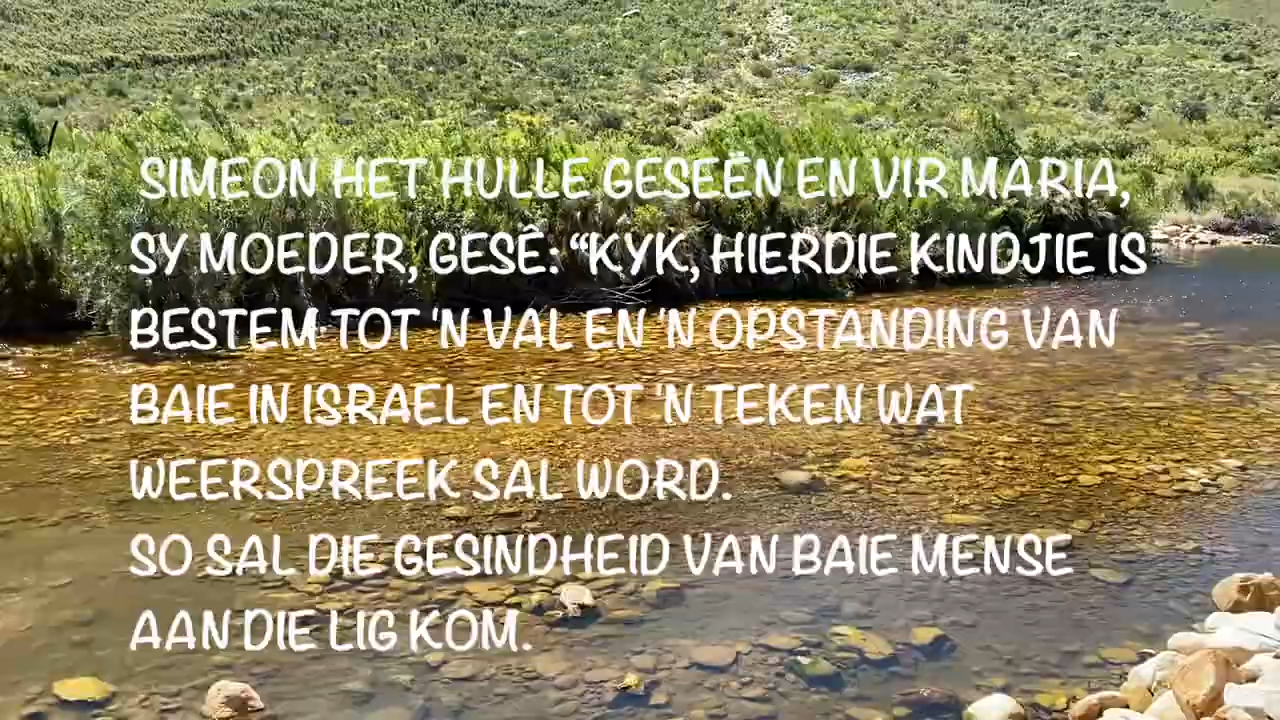 SIMEON HET HULLE GESEËN EN VIR MARIA,
SY MOEDER, GESÊ: “KYK, HIERDIE KINDJIE IS
BESTEM TOT 'N VAL EN 'N OPSTANDING VAN
BAIE IN ISRAEL EN TOT 'N TEKEN WAT
WEERSPREEK SAL WORD.
SO SAL DIE GESINDHEID VAN BAIE MENSE
AAN DIE LIG KOM.